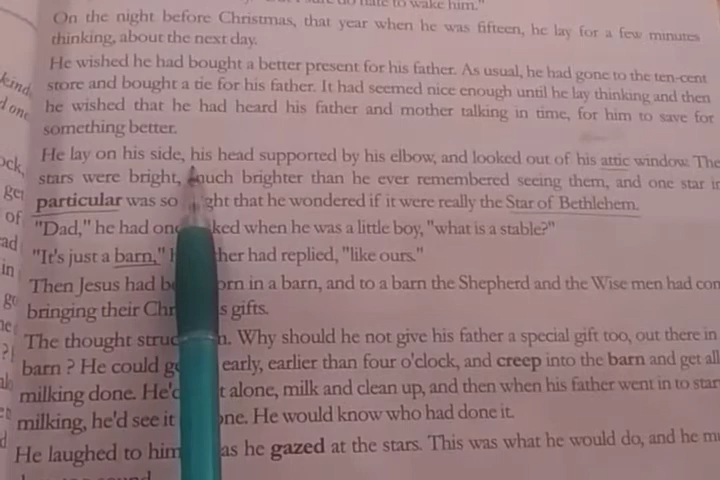 to wake him."
On the night before Christmas, that year when he was fifteen, he lay for a few minutes
thinking, about the next day.
He wished he had bought a better present for his father. As usual, he had gone to the ten-cent
store and bought a tie for his father. It had seemed nice enough until he lay thinking and then
he wished that he had heard his father and mother talking in time, for him to save for
something better.
He lay on his side, his head supported by his elbow, and looked out of his attic window. The
stars were bright, much brighter than he ever remembered seeing them, and one star in
particular was so ght that he wondered if it were really the Star of Bethlehem.
"Dad," he had on ked when he was a little boy, "what is a stable?"
"It's just a barn," h her had replied, "like ours."
Then Jesus had b orn in a barn, and to a barn the Shepherd and the Wise men had com
bringing their Chr s gifts.
The thought struc n. Why should he not give his father a special gift too, out there in
barn ? He could g early, earlier than four o'clock, and creep into the barn and get all
milking done. He'd t alone, milk and clean up, and then when his father went in to star
milking, he'd see it one. He would know who had done it.
He laughed to him as he gazed at the stars. This was what he would do, and he m